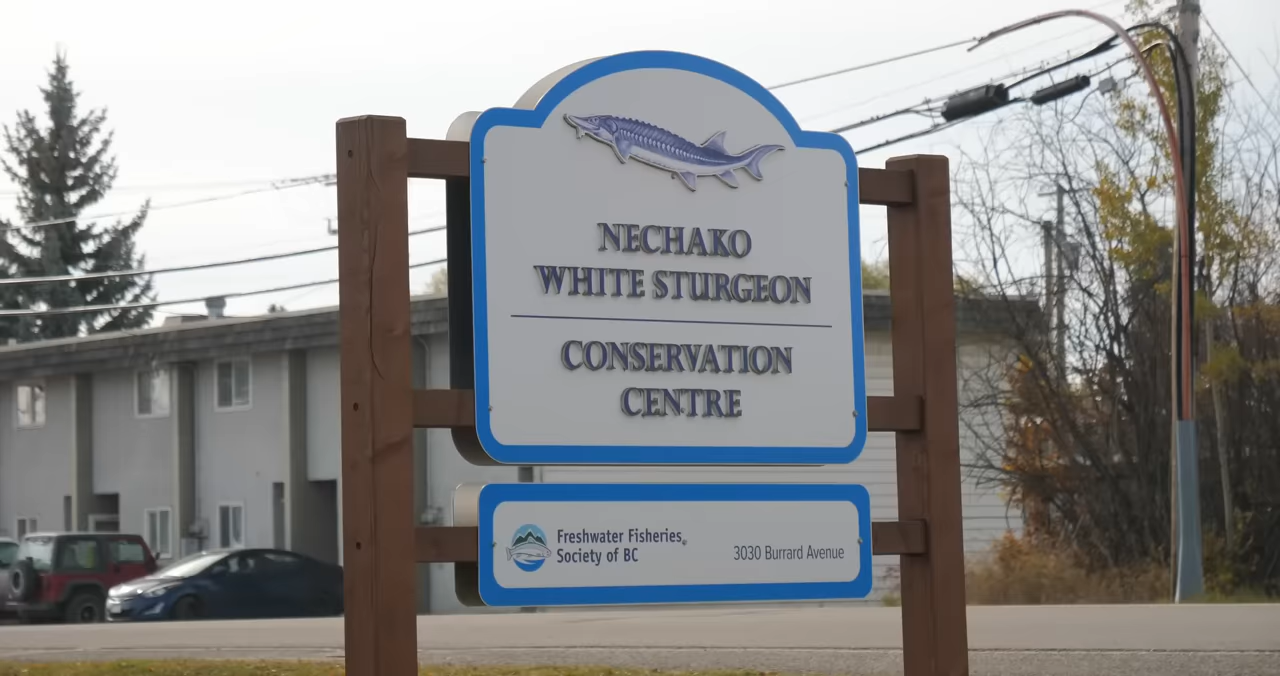 NECHAKO
WHITE STURGEON
CONSERVATION
CENTRE
Freshwater Fisheries
Society of BC
3030 Burrard Avenue